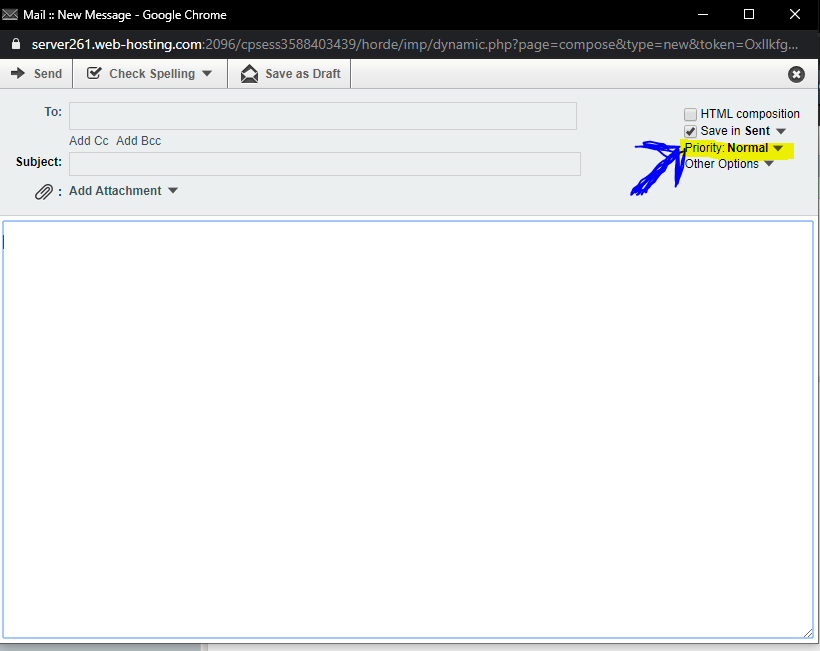 Mail :: New Message - Google Chrome
server261.web-hosting.com:2096/cpsess3588403439/horde/imp/dynamic.php?page=compose&type=new&token=OxIlkfg...
Send Check Spelling Save as Draft
To:
HTML composition
Save in Sent
Add Cc Add Bcc
Priority: Normal
Subject:
Other Options
: Add Attachment